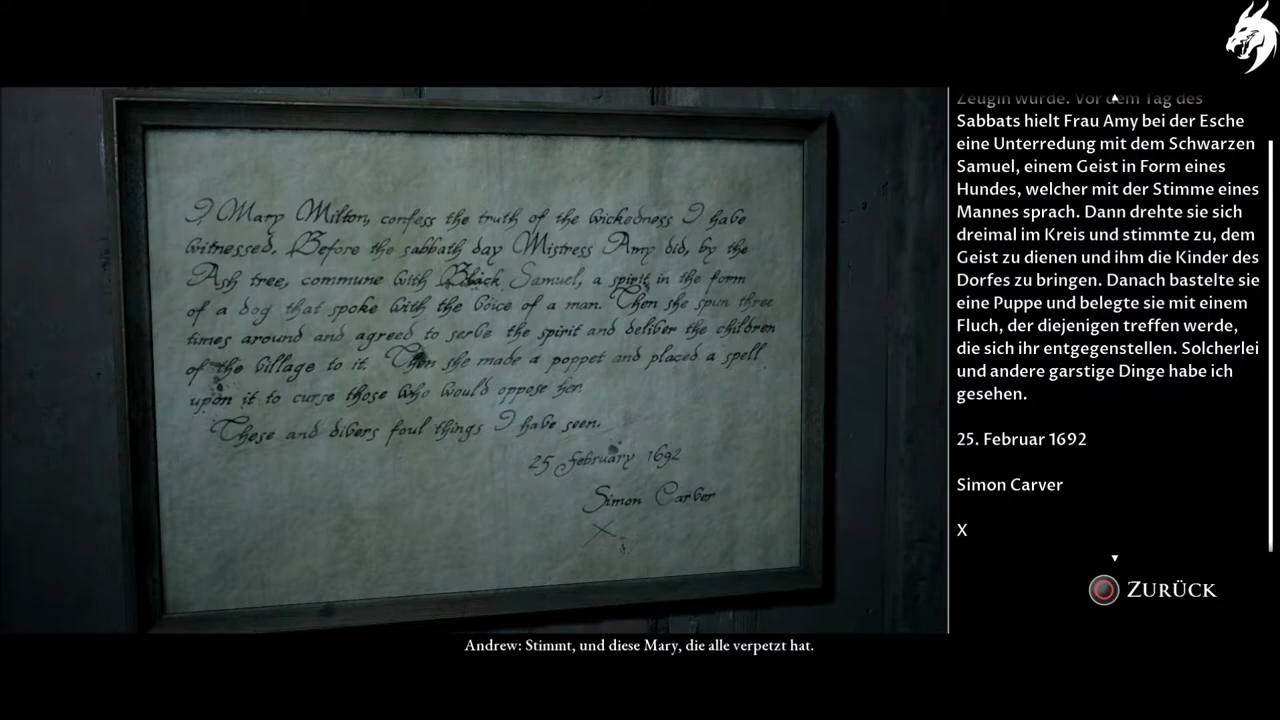 I Mary Milton, confess the truth of the wickedness I have
witnessed. Before the sabbath day Mistress Amy did, by the
Ash tree, commune with Black Samuel, a spirit in the form
of a dog that spoke with the voice of a man. Then she spun three
times around and agreed to serve the spirit and deliver the children
of the village to it. Then she made a poppet and placed a spell
upon it to curse those who would oppose her.
These and divers foul things I have seen.
25 February 1692
Simon Carver
X
Zeugin wurde. Vor dem Tag des
Sabbats hielt Frau Amy bei der Esche
eine Unterredung mit dem Schwarzen
Samuel, einem Geist in Form eines
Hundes, welcher mit der Stimme eines
Mannes sprach. Dann drehte sie sich
dreimal im Kreis und stimmte zu, dem
Geist zu dienen und ihm die Kinder des
Dorfes zu bringen. Danach bastelte sie
eine Puppe und belegte sie mit einem
Fluch, der diejenigen treffen werde,
die sich ihr entgegenstellen. Solcherlei
und andere garstige Dinge habe ich
gesehen.
25. Februar 1692
Simon Carver
X
ZURÜCK
Andrew: Stimmt, und diese Mary, die alle verpetzt hat.